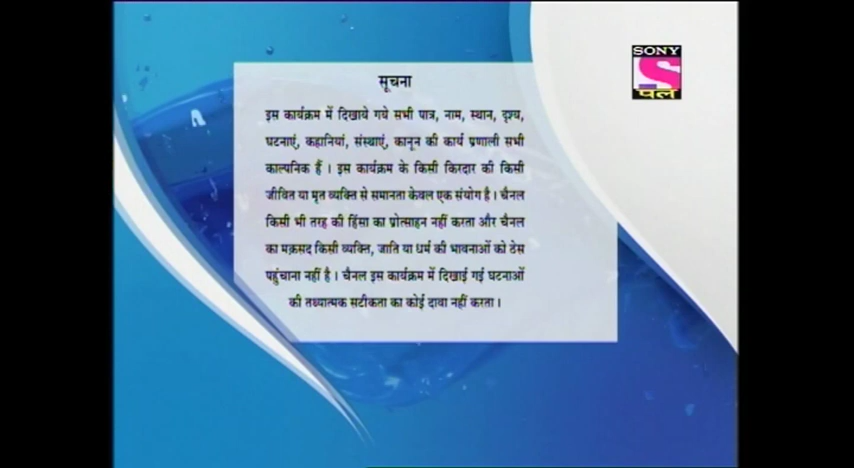 SONY
S
पल
सूचना
इस कार्यक्रम में दिखाये गये सभी पात्र, नाम, स्थान, दृश्य,
घटनाएं, कहानियां, संस्थाएं, कानून की कार्य प्रणाली सभी
काल्पनिक हैं । इस कार्यक्रम के किसी किरदार की किसी
जीवित या मृत व्यक्ति से समानता केवल एक संयोग है । चैनल
किसी भी तरह की हिंसा का प्रोत्साहन नहीं करता और चैनल
का मक़सद किसी व्यक्ति, जाति या धर्म की भावनाओं को ठेस
पहुंचाना नहीं है । चैनल इस कार्यक्रम में दिखाई गई घटनाओं
की तथ्यात्मक सटीकता का कोई दावा नहीं करता ।